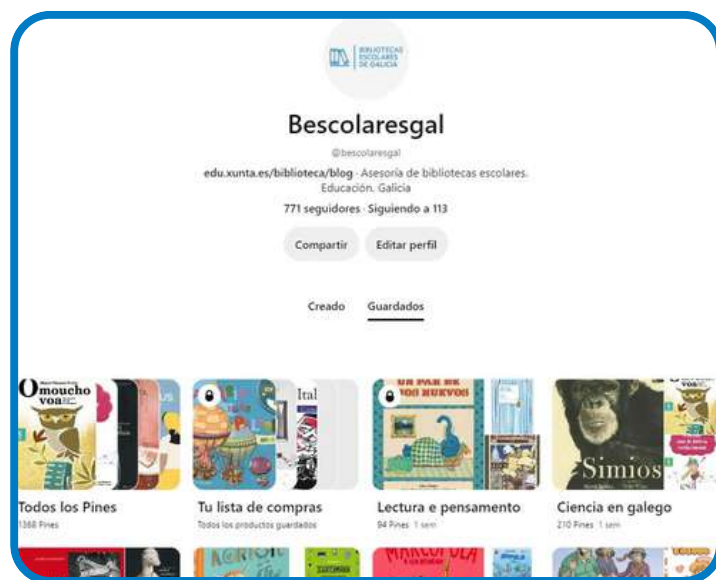 BIBLIOTECAS
ESCOLARES
DE GALICIA
Bescolaresgal
@bescolaresgal
edu.xunta.es/biblioteca/blog · Asesoría de bibliotecas escolares.
Educación. Galicia
771 seguidores · Siguiendo a 113
Compartir Editar perfil
Creado Guardados
O moucho
voa
Ital
UN PAR DE
Simios
voa
Todos los Pines
1368 Pines
Tu lista de compras
Todos los productos guardados
Lectura e pensamento
94 Pines 1 sem
Ciencia en galego
210 Pines 1 sem